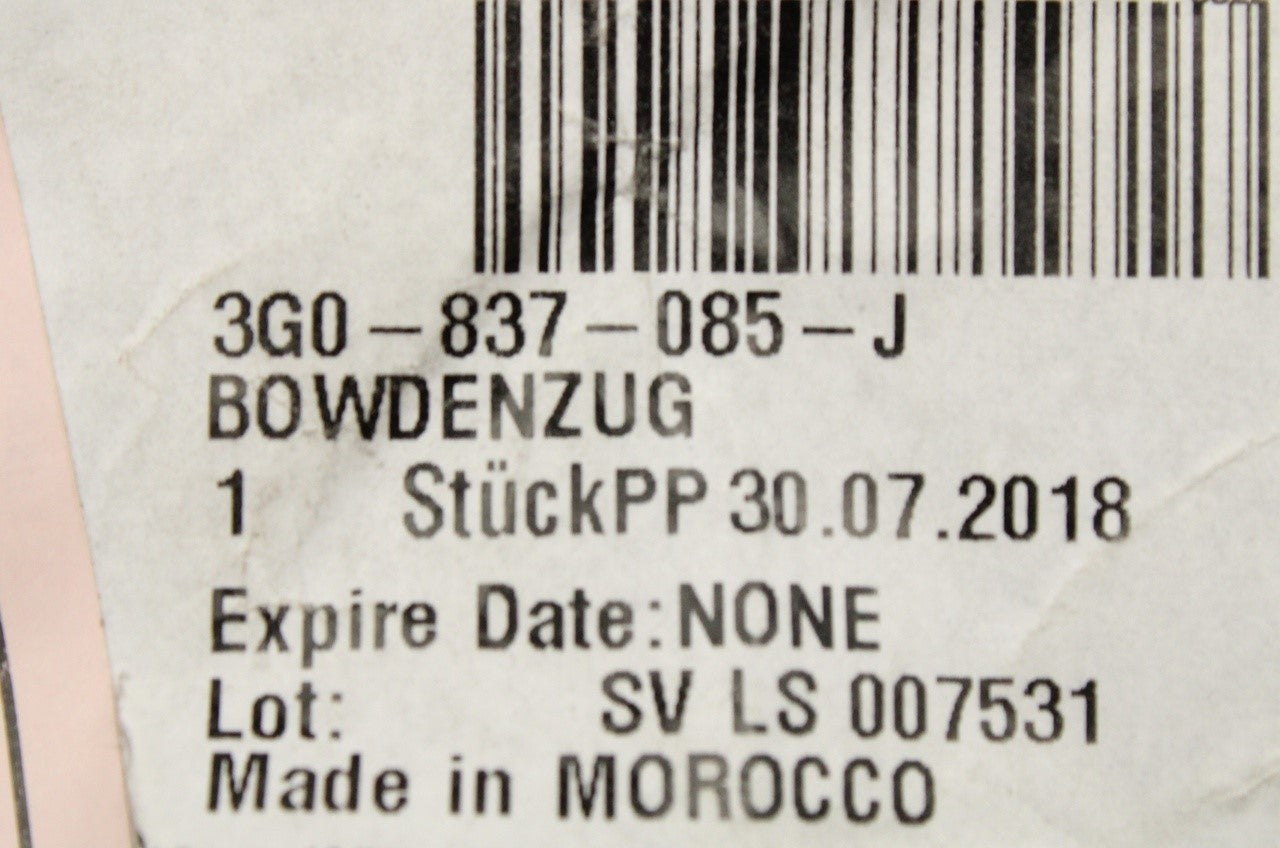 3G0-837-085-J
BOWDENZUG
1 StückPP 30.07.2018
Expire Date:NONE
Lot: SV LS 007531
Made in MOROCCO